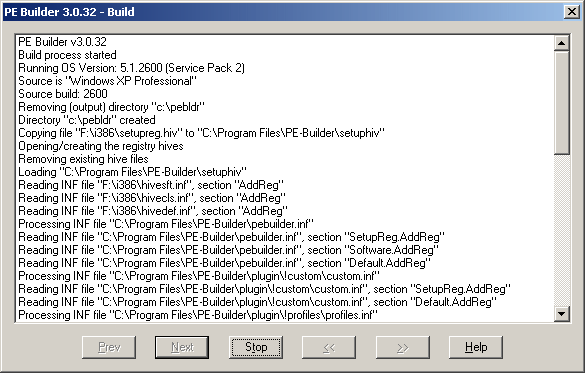 PE Builder 3.0.32 - Build
PE Builder v3.0.32
Build process started
Running OS Version: 5.1.2600 (Service Pack 2)
Source is "Windows XP Professional"
Source build: 2600
Removing (output) directory "c:\pebldr"
Directory "c:\pebldr" created
Copying file "F:\i386\setupreg.hiv" to "C:\Program Files\PE-Builder\setuphiv"
Opening/creating the registry hives
Removing existing hive files
Loading "C:\Program Files\PE-Builder\setuphiv"
Reading INF file "F:\i386\hivesft.inf", section "AddReg"
Reading INF file "F:\i386\hivecls.inf", section "AddReg"
Reading INF file "F:\i386\hivedef.inf", section "AddReg"
Processing INF file "C:\Program Files\PE-Builder\pebuilder.inf"
Reading INF file "C:\Program Files\PE-Builder\pebuilder.inf", section "SetupReg.AddReg"
Reading INF file "C:\Program Files\PE-Builder\pebuilder.inf", section "Software.AddReg"
Reading INF file "C:\Program Files\PE-Builder\pebuilder.inf", section "Default.AddReg"
Processing INF file "C:\Program Files\PE-Builder\plugin\!custom\custom.inf"
Reading INF file "C:\Program Files\PE-Builder\plugin\!custom\custom.inf", section "SetupReg.AddReg"
Reading INF file "C:\Program Files\PE-Builder\plugin\!custom\custom.inf", section "Default.AddReg"
Processing INF file "C:\Program Files\PE-Builder\plugin\!profiles\profiles.inf"
Prev Next Stop << >> Help